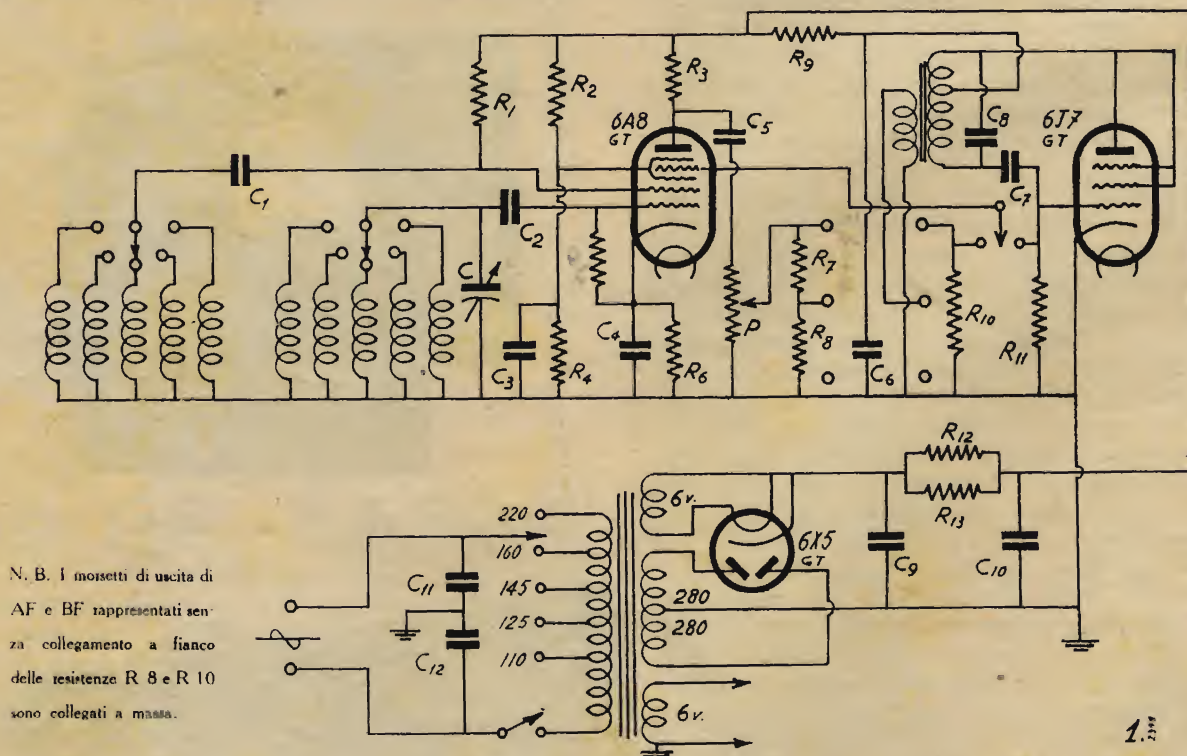 R1
R2
R3
R9
6A8
GT
C5
C8
6J7
GT
C1
C2
C7
C
P
R7
R10
R11
C3
R4
C4
R6
R8
C6
R12
R13
220
160
145
125
110
6 v.
6X5
GT
280
280
6 v.
C9
C10
C11
C12
N. B. I morsetti di uscita di
AF e BF rappresentati sen-
za collegamento a fianco
delle resistenze R 8 e R 10
sono collegati a massa.
1.